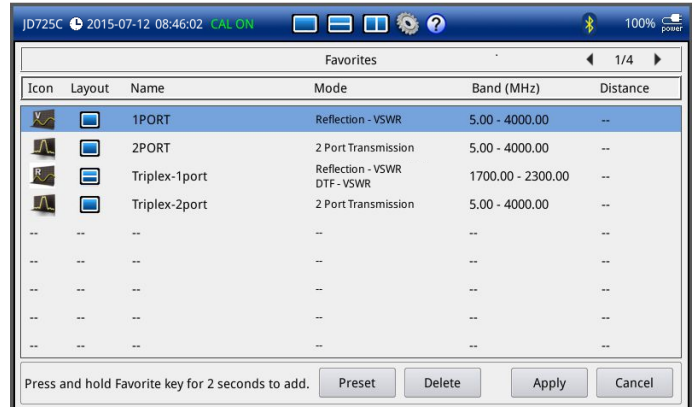 JD725C 2015-07-12 08:46:02 CAL ON ? 100% power
Favorites 1/4
Icon Layout Name Mode Band (MHz) Distance
V 1PORT Reflection - VSWR 5.00 - 4000.00 --
2PORT 2 Port Transmission 5.00 - 4000.00 --
R Triplex-1port Reflection - VSWR 1700.00 - 2300.00 --
DTF - VSWR
Triplex-2port 2 Port Transmission 5.00 - 4000.00 --
-- -- -- -- -- --
-- -- -- -- -- --
-- -- -- -- -- --
-- -- -- -- -- --
-- -- -- -- -- --
Press and hold Favorite key for 2 seconds to add. Preset Delete Apply Cancel